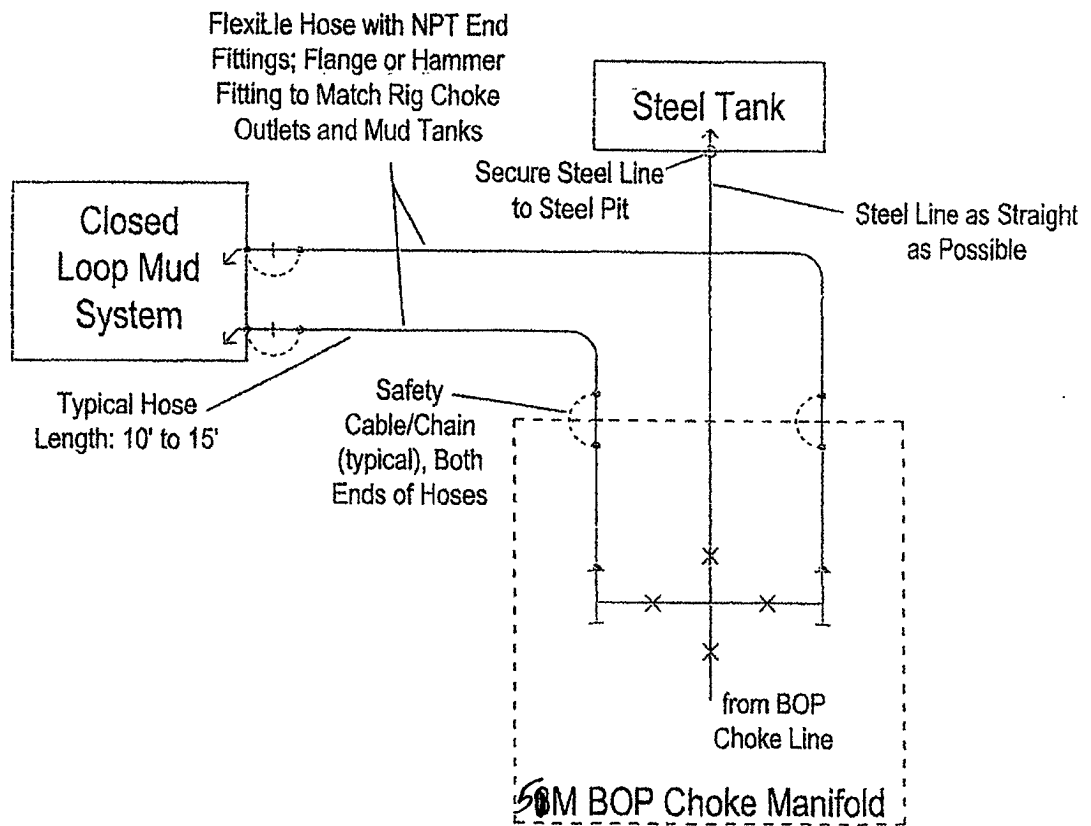 Flexible Hose with NPT End
Fittings; Flange or Hammer
Fitting to Match Rig Choke
Outlets and Mud Tanks
Steel Tank
Secure Steel Line
to Steel Pit
Steel Line as Straight
as Possible
Closed
Loop Mud
System
Typical Hose
Length: 10' to 15'
Safety
Cable/Chain
(typical), Both
Ends of Hoses
from BOP
Choke Line
BOP Choke Manifold